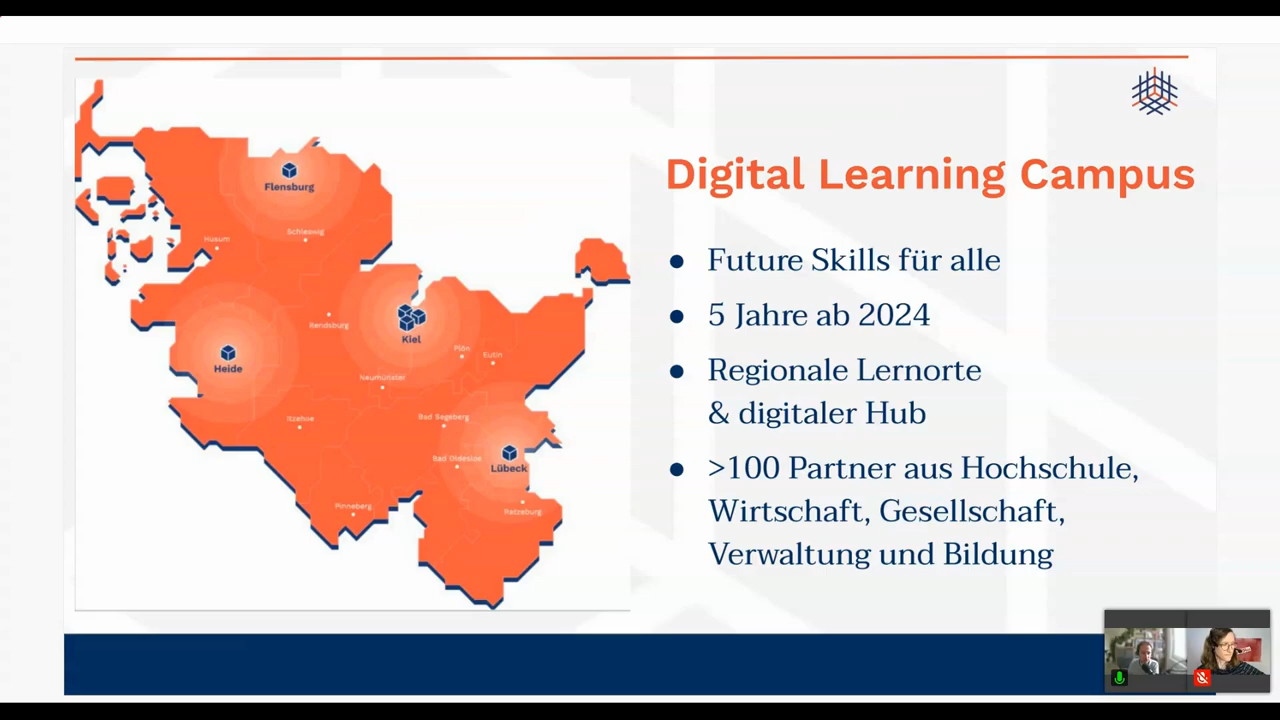 Digital Learning Campus
● Future Skills für alle
● 5 Jahre ab 2024
● Regionale Lernorte
& digitaler Hub
● >100 Partner aus Hochschule,
Wirtschaft, Gesellschaft,
Verwaltung und Bildung
Flensburg
Schleswig
Husum
Rendsburg
Kiel
Plön
Eutin
Heide
Neumünster
Itzehoe
Bad Segeberg
Bad Oldesloe
Lübeck
Pinneberg
Ratzeburg